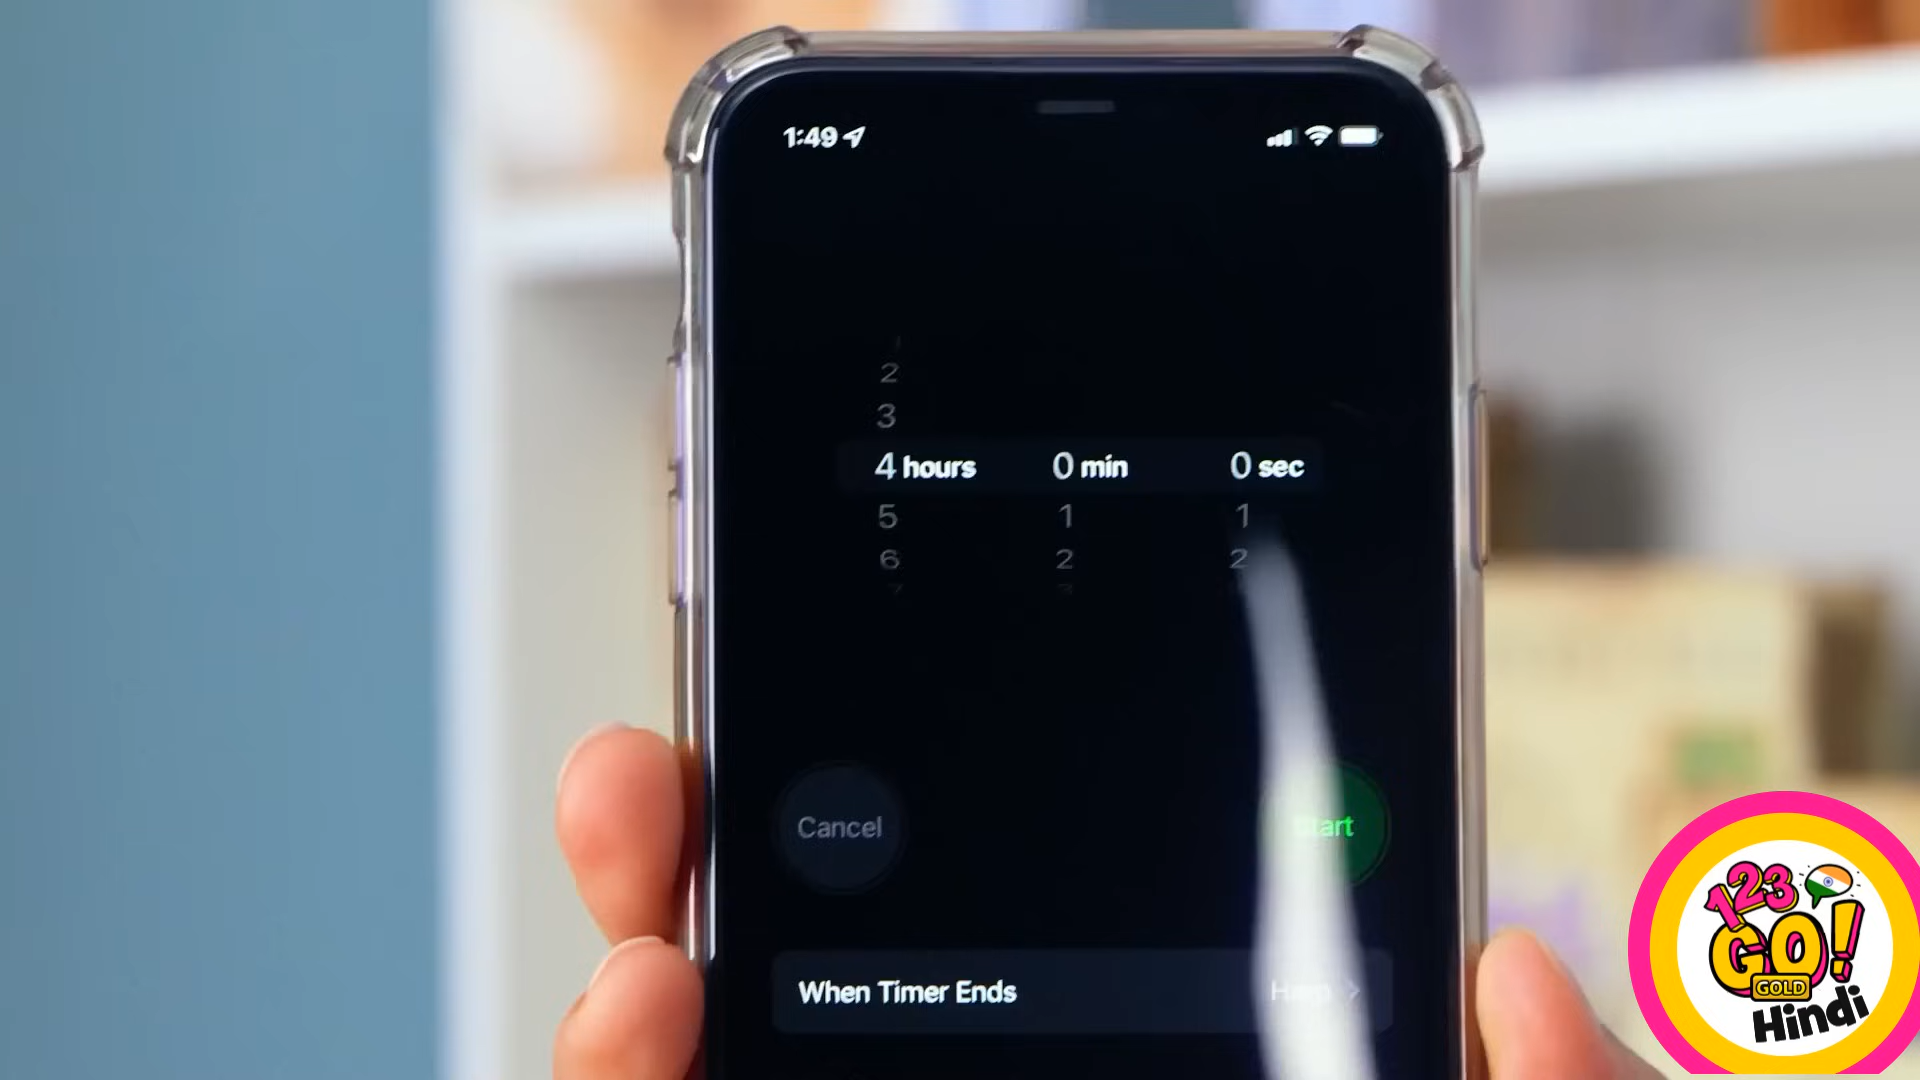 1:49
2
3
4 hours 0 min 0 sec
5 1 1
6 2 2
Cancel Start
When Timer Ends
123
GO!
GOLD
Hindi